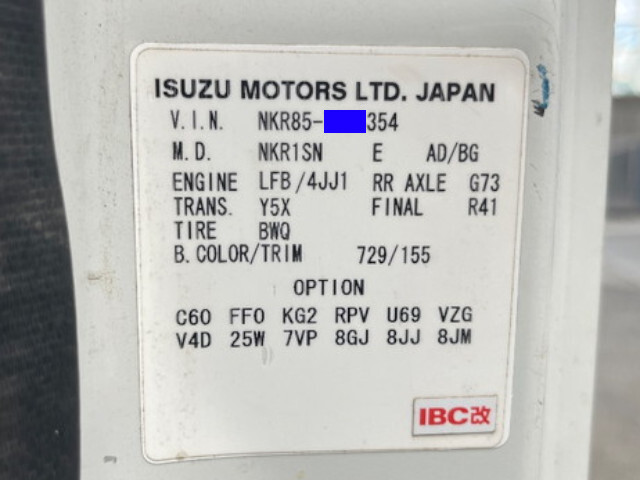 ISUZU MOTORS LTD. JAPAN
V.I.N. NKR85-354
M.D. NKR1SN E AD/BG
ENGINE LFB/4JJ1 RR AXLE G73
TRANS. Y5X FINAL R41
TIRE BWQ
B.COLOR/TRIM 729/155
OPTION
C60 FF0 KG2 RPV U69 VZG
V4D 25W 7VP 8GJ 8JJ 8JM
IBC改